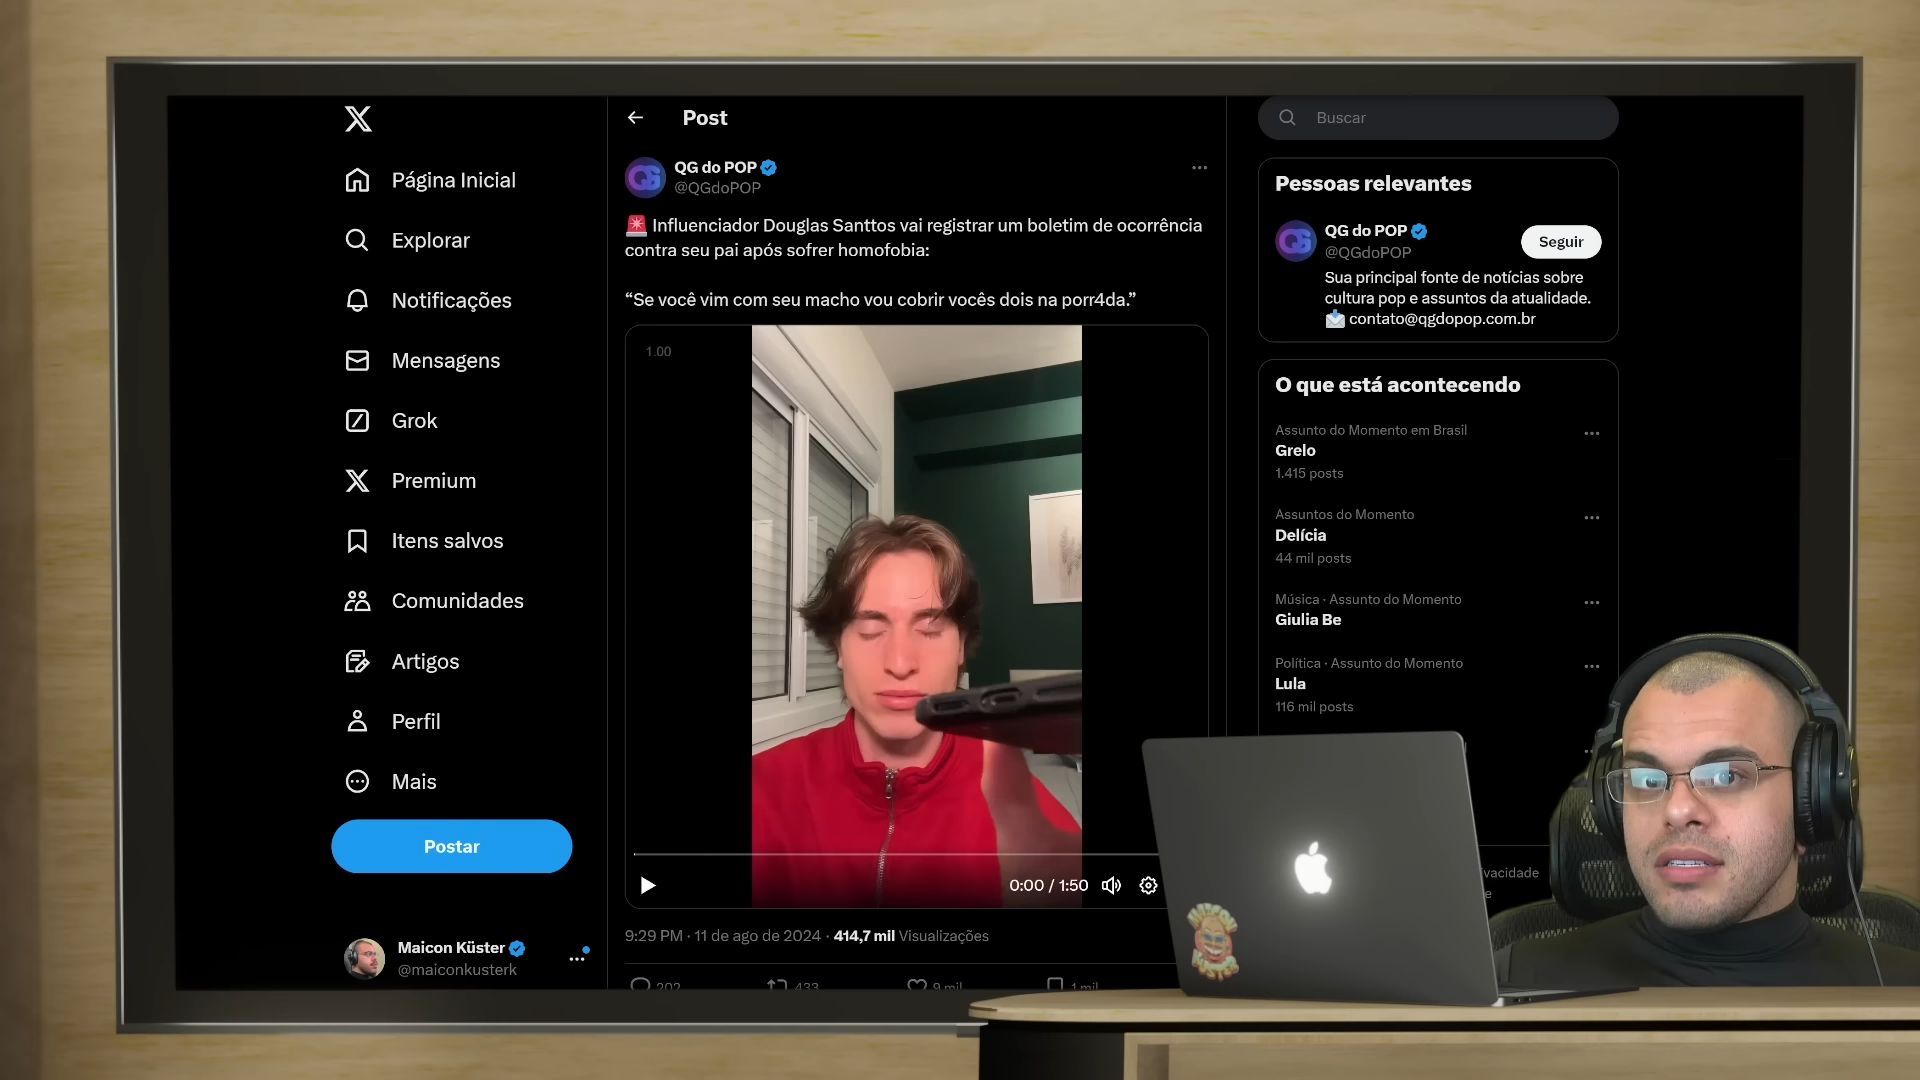 Página Inicial
Explorar
Notificações
Mensagens
Grok
Premium
Itens salvos
Comunidades
Artigos
Perfil
Mais
Postar
Maicon Küster
@maiconkusterk
Post
QG do POP
@QGdoPOP
Influenciador Douglas Santtos vai registrar um boletim de ocorrência
contra seu pai após sofrer homofobia:
“Se você vim com seu macho vou cobrir vocês dois na porr4da.”
1.00
0:00 / 1:50
9:29 PM · 11 de ago de 2024 · 414,7 mil Visualizações
202 433 9 mil 1 mil
Buscar
Pessoas relevantes
QG do POP
@QGdoPOP
Seguir
Sua principal fonte de notícias sobre
cultura pop e assuntos da atualidade.
contato@qgdopop.com.br
O que está acontecendo
Assunto do Momento em Brasil
Grelo
1.415 posts
Assuntos do Momento
Delícia
44 mil posts
Música · Assunto do Momento
Giulia Be
Política · Assunto do Momento
Lula
116 mil posts